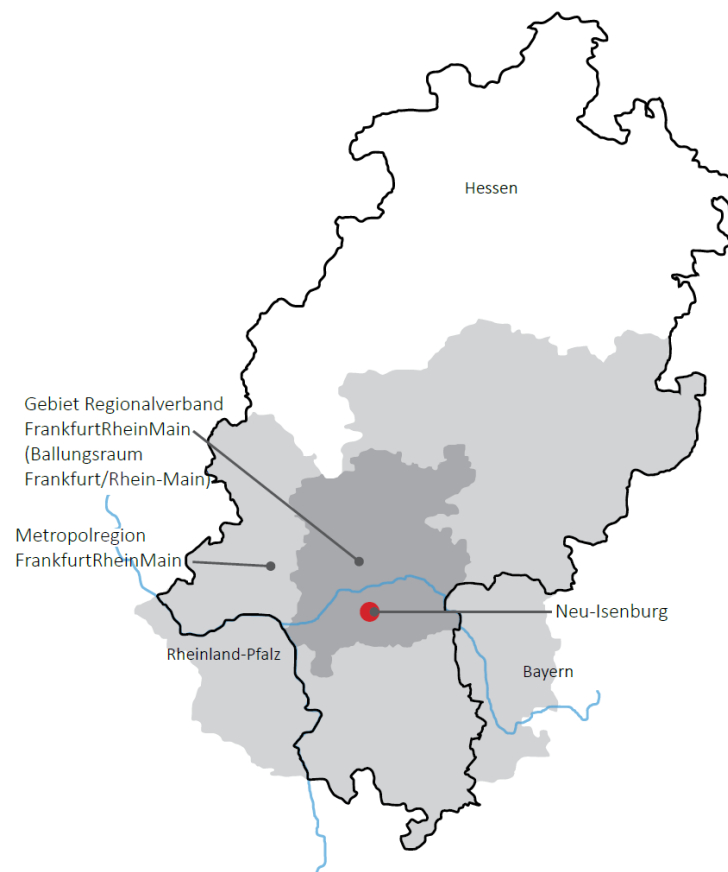 Hessen
Gebiet Regionalverband
FrankfurtRheinMain
(Ballungsraum
Frankfurt/Rhein-Main)
Metropolregion
FrankfurtRheinMain
Neu-Isenburg
Rheinland-Pfalz
Bayern